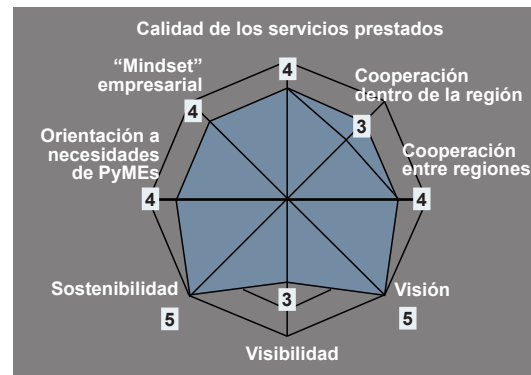 Calidad de los servicios prestados
4
“Mindset”
empresarial
4
Cooperación
dentro de la región
3
Orientación a
necesidades
de PyMEs
4
Cooperación
entre regiones
4
Sostenibilidad
5
3
Visión
5
Visibilidad